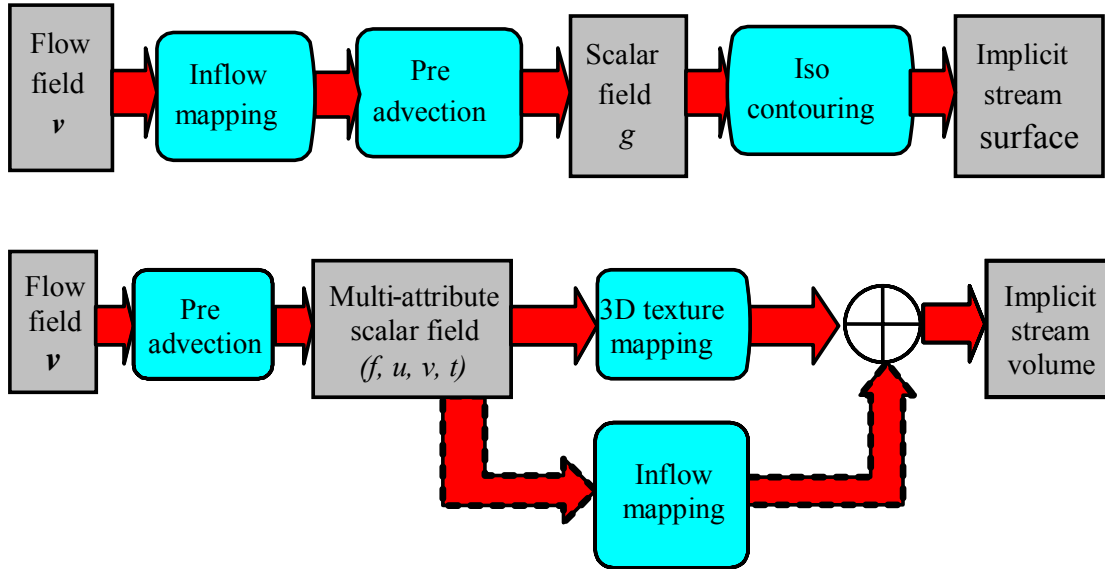 Flow
field
v
Inflow
mapping
Pre
advection
Scalar
field
g
Iso
contouring
Implicit
stream
surface
Flow
field
v
Pre
advection
Multi-attribute
scalar field
(f, u, v, t)
3D texture
mapping
Implicit
stream
volume
Inflow
mapping